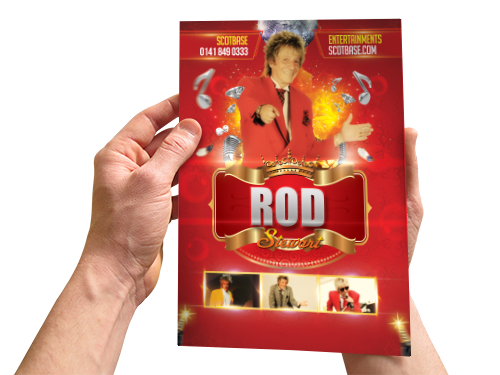 SCOTBASE
0141 849 0333
ENTERTAINMENTS
SCOTBASE.COM
ROD
Stewart